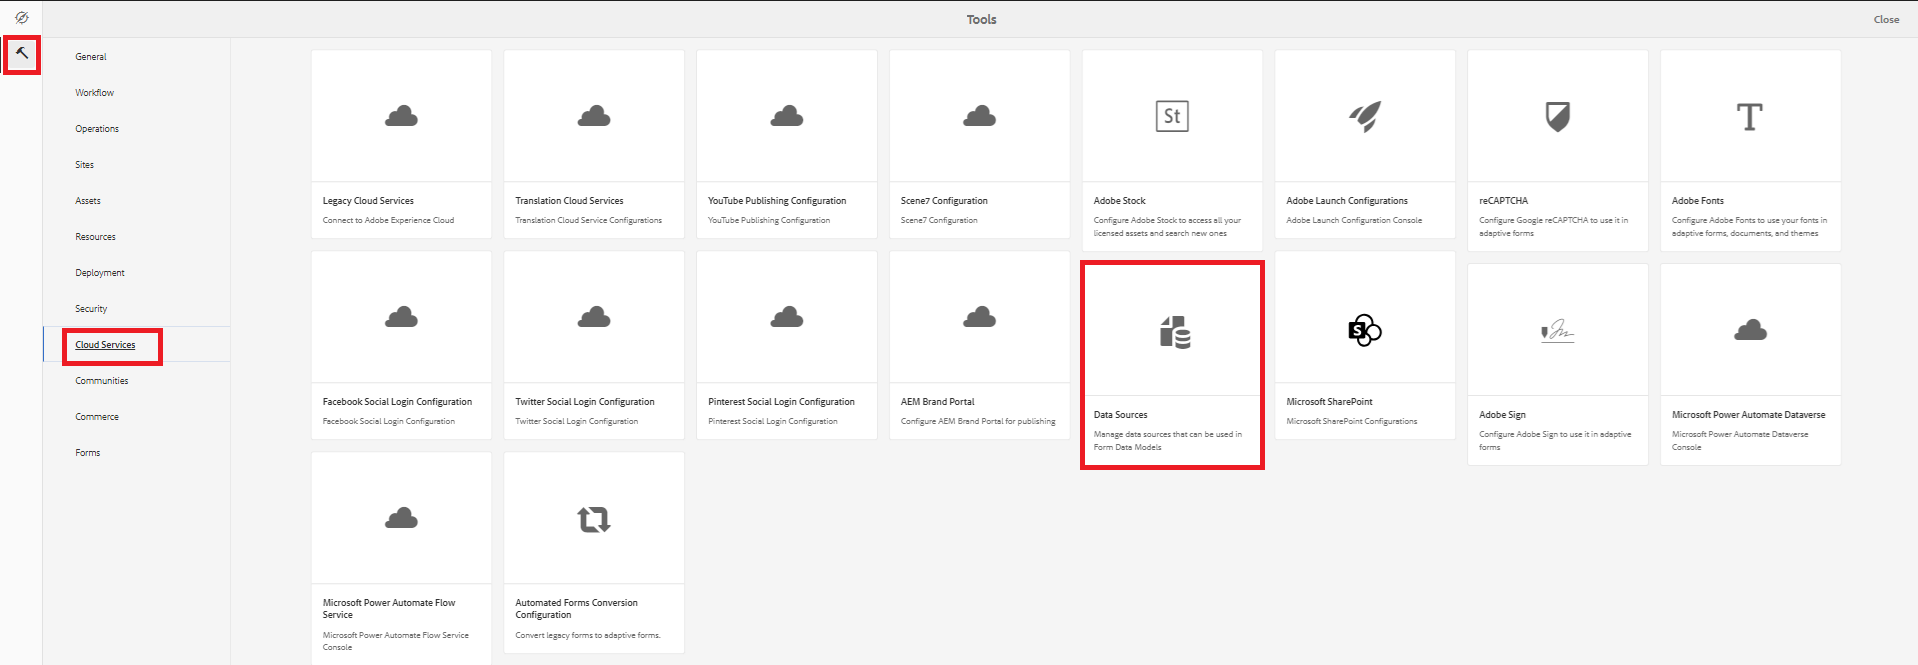 Tools
Close
General
Workflow
Operations
Sites
Assets
Resources
Deployment
Security
Cloud Services
Communities
Commerce
Forms
Legacy Cloud Services
Connect to Adobe Experience Cloud
Translation Cloud Services
Translation Cloud Service Configurations
YouTube Publishing Configuration
YouTube Publishing Configuration
Scene7 Configuration
Scene7 Configuration
St
Adobe Stock
Configure Adobe Stock to access all your
licensed assets and search new ones
Adobe Launch Configurations
Adobe Launch Configuration Console
reCAPTCHA
Configure Google reCAPTCHA to use it in
adaptive forms
T
Adobe Fonts
Configure Adobe Fonts to use your fonts in
adaptive forms, documents, and themes
Facebook Social Login Configuration
Facebook Social Login Configuration
Twitter Social Login Configuration
Twitter Social Login Configuration
Pinterest Social Login Configuration
Pinterest Social Login Configuration
AEM Brand Portal
Configure AEM Brand Portal for publishing
Data Sources
Manage data sources that can be used in
Form Data Models
S
Microsoft SharePoint
Microsoft SharePoint Configurations
Adobe Sign
Configure Adobe Sign to use it in adaptive
forms
Microsoft Power Automate Dataverse
Microsoft Power Automate Dataverse
Console
Microsoft Power Automate Flow
Service
Microsoft Power Automate Flow Service
Console
Automated Forms Conversion
Configuration
Convert legacy forms to adaptive forms.